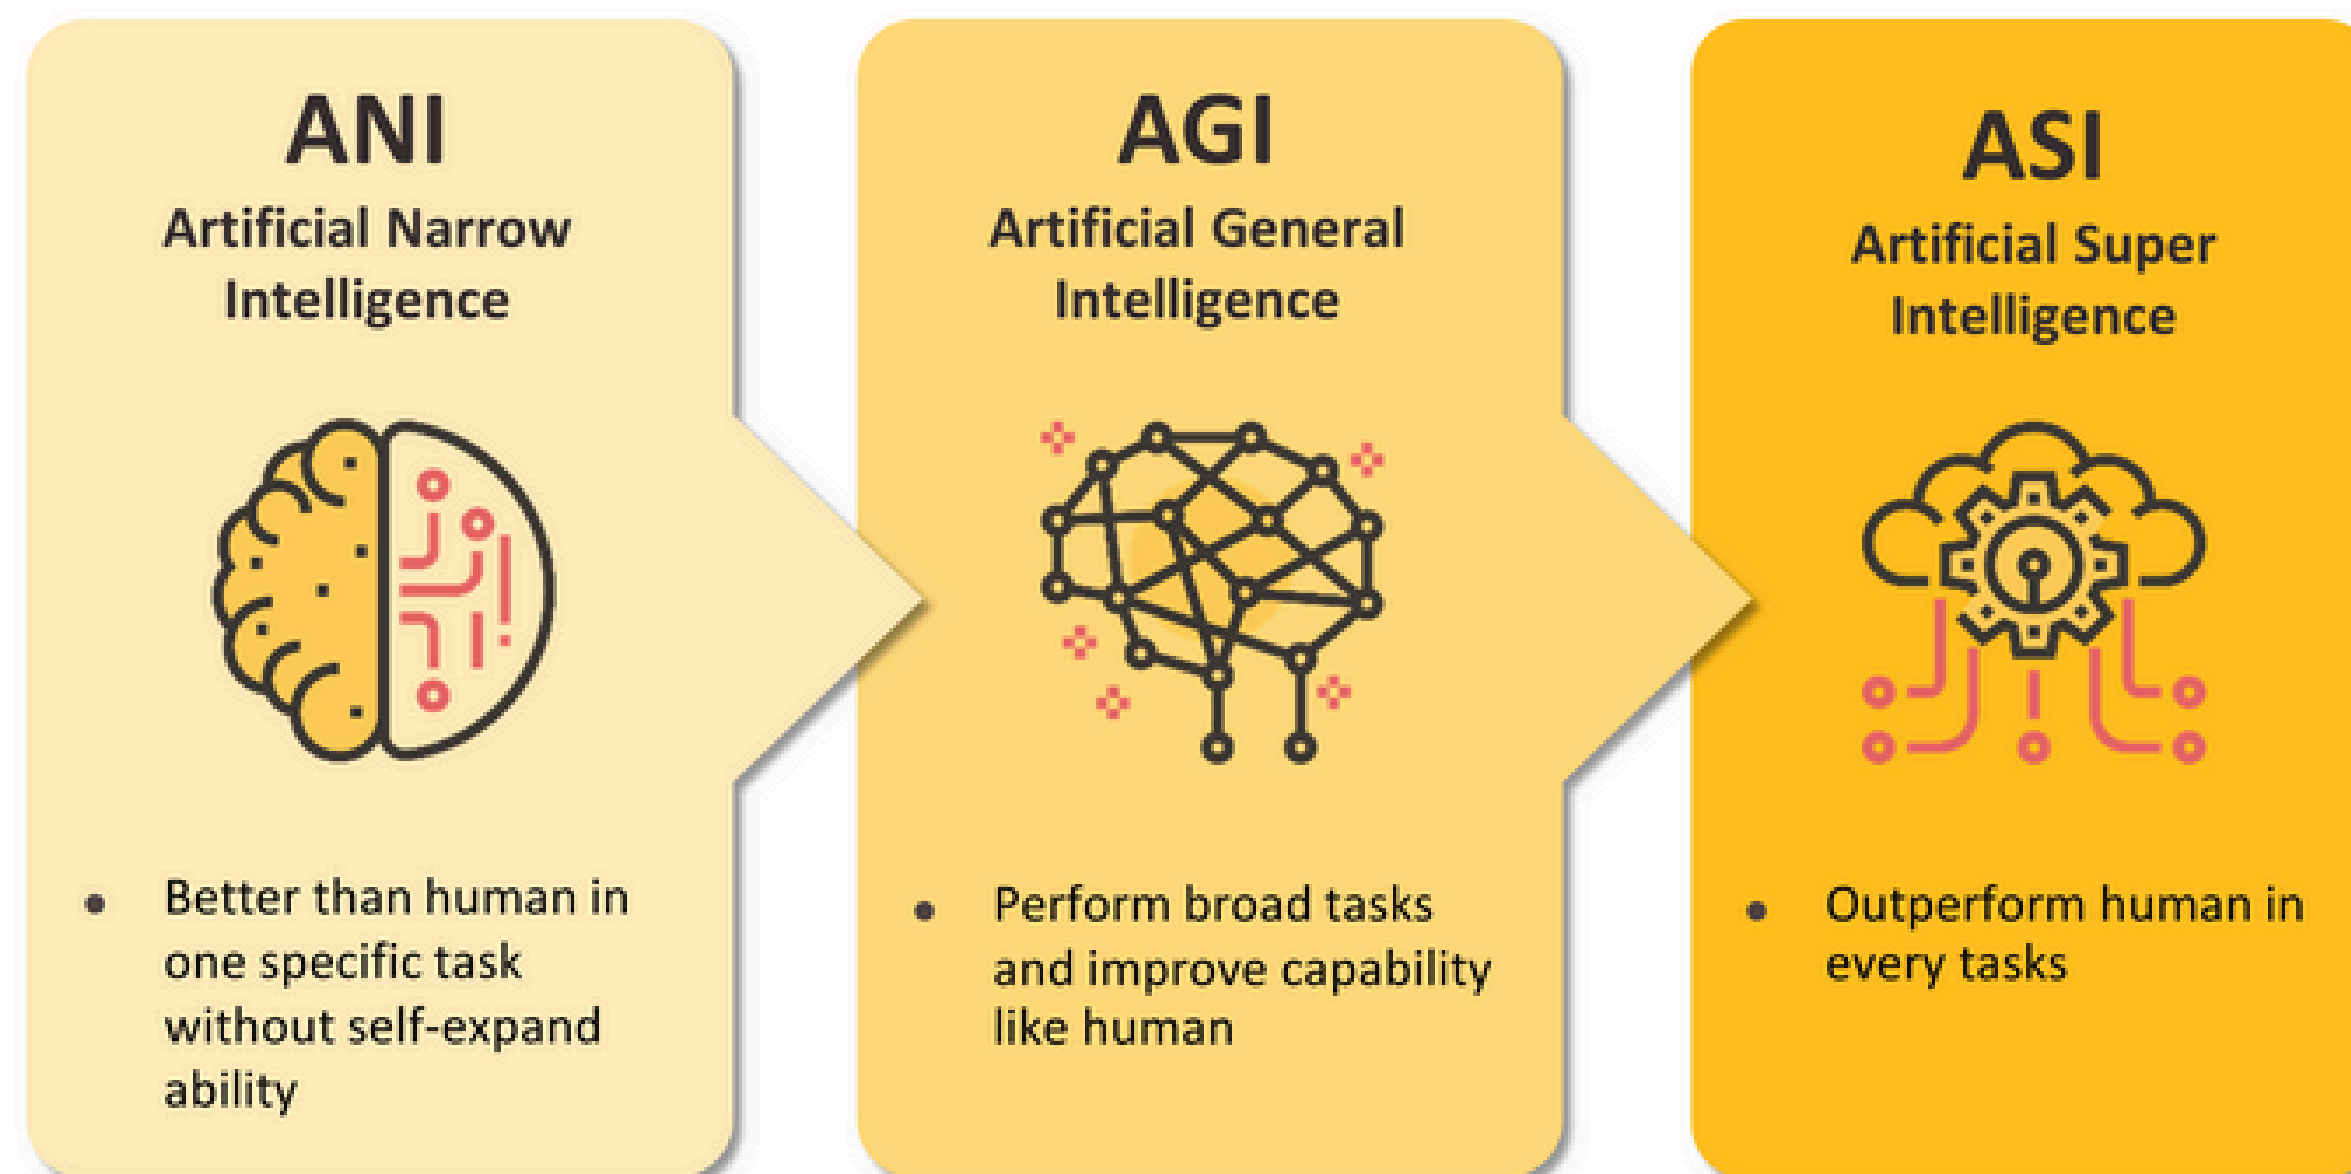 ANI
Artificial Narrow
Intelligence
• Better than human in
one specific task
without self-expand
ability
AGI
Artificial General
Intelligence
• Perform broad tasks
and improve capability
like human
ASI
Artificial Super
Intelligence
• Outperform human in
every tasks